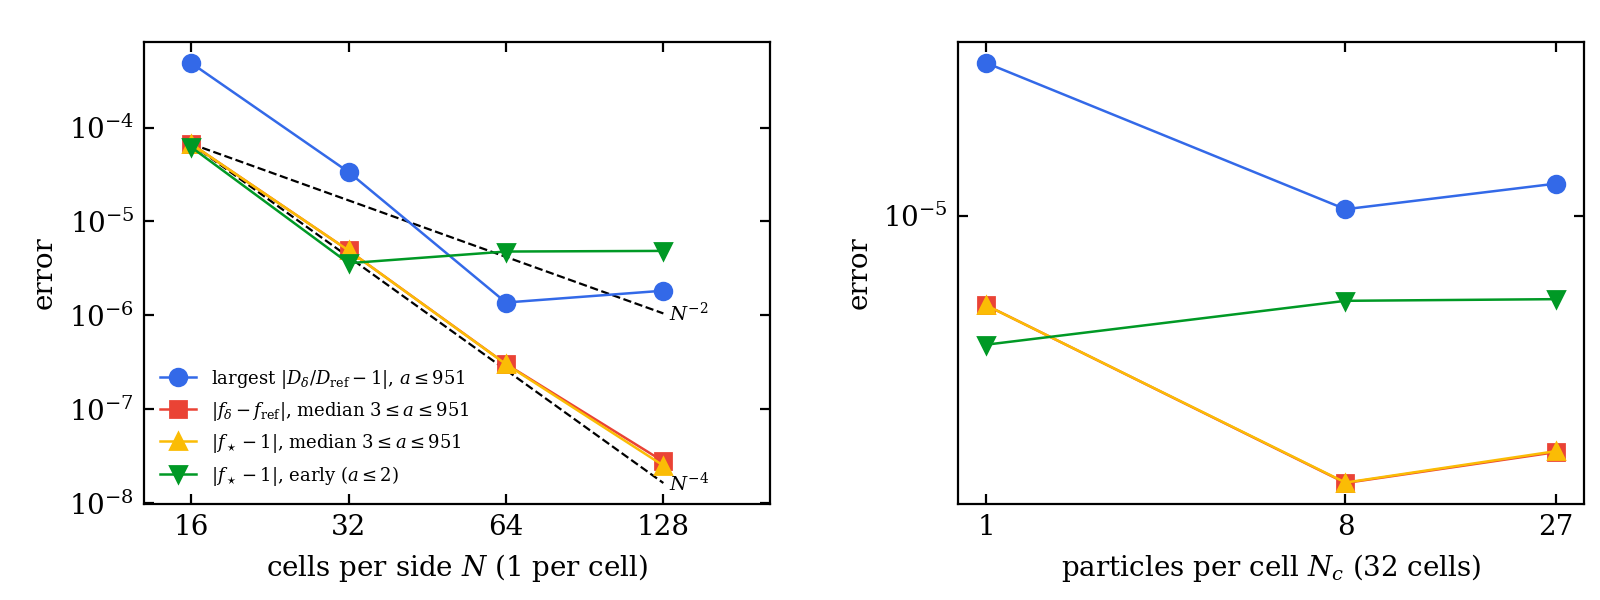 10⁻⁴
10⁻⁵
10⁻⁶
10⁻⁷
10⁻⁸
error
N⁻²
N⁻⁴
largest |D_δ/D_ref − 1|, a ≤ 951
|f_δ − f_ref|, median 3 ≤ a ≤ 951
|f_⋆ − 1|, median 3 ≤ a ≤ 951
|f_⋆ − 1|, early (a ≤ 2)
16 32 64 128
cells per side N (1 per cell)
10⁻⁵
error
1 8 27
particles per cell N_c (32 cells)